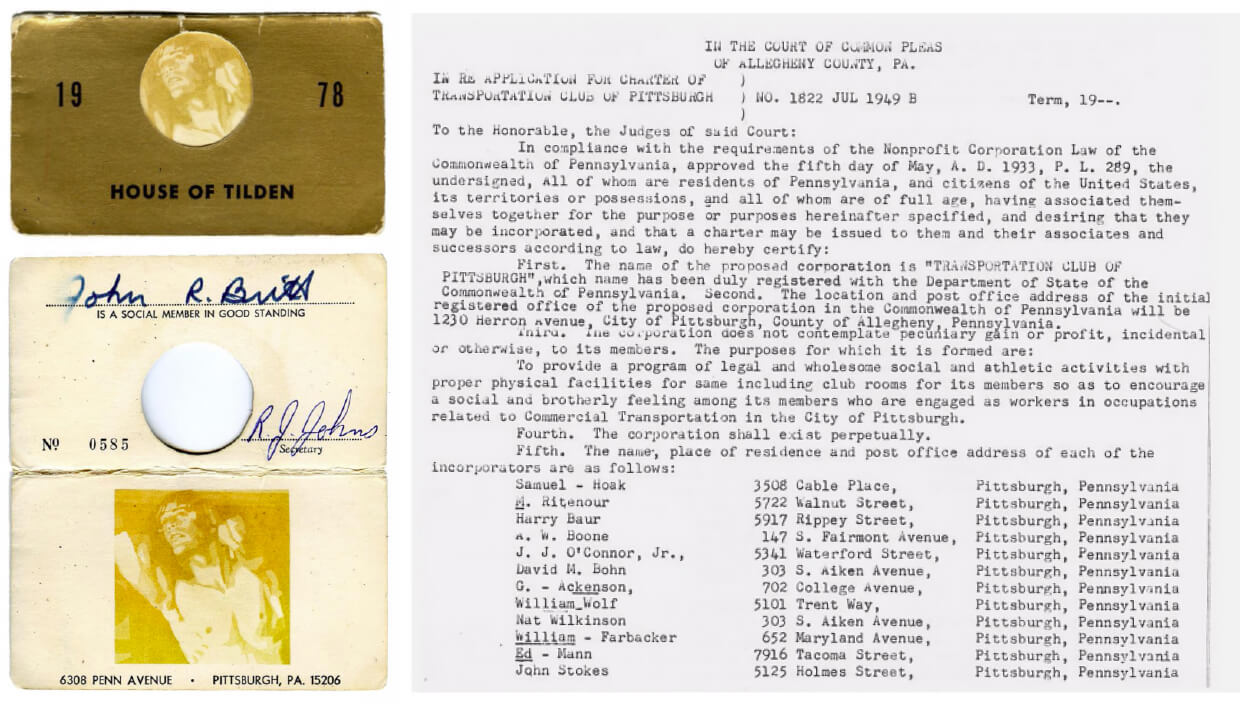 19 78
HOUSE OF TILDEN
John R. Britt
IS A SOCIAL MEMBER IN GOOD STANDING
R. J. Johns
Nº 0585 Secretary
6308 PENN AVENUE • PITTSBURGH, PA. 15206
IN THE COURT OF COMMON PLEAS
OF ALLEGHENY COUNTY, PA.
IN RE APPLICATION FOR CHARTER OF )
TRANSPORTATION CLUB OF PITTSBURGH ) NO. 1822 JUL 1949 B Term, 19--.
)
To the Honorable, the Judges of said Court:
In compliance with the requirements of the Nonprofit Corporation Law of the
Commonwealth of Pennsylvania, approved the fifth day of May, A. D. 1933, P. L. 289, the
undersigned, All of whom are residents of Pennsylvania, and citizens of the United States,
its territories or possessions, and all of whom are of full age, having associated them-
selves together for the purpose or purposes hereinafter specified, and desiring that they
may be incorporated, and that a charter may be issued to them and their associates and
successors according to law, do hereby certify:
First. The name of the proposed corporation is "TRANSPORTATION CLUB OF
PITTSBURGH",which name has been duly registered with the Department of State of the
Commonwealth of Pennsylvania. Second. The location and post office address of the initial
registered office of the proposed corporation in the Commonwealth of Pennsylvania will be
1230 Herron Avenue, City of Pittsburgh, County of Allegheny, Pennsylvania.
Third. The corporation does not contemplate pecuniary gain or profit, incidental
or otherwise, to its members. The purposes for which it is formed are:
To provide a program of legal and wholesome social and athletic activities with
proper physical facilities for same including club rooms for its members so as to encourage
a social and brotherly feeling among its members who are engaged as workers in occupations
related to Commercial Transportation in the City of Pittsburgh.
Fourth. The corporation shall exist perpetually.
Fifth. The name, place of residence and post office address of each of the
incorporators are as follows:
Samuel - Hoak 3508 Cable Place, Pittsburgh, Pennsylvania
M. Ritenour 5722 Walnut Street, Pittsburgh, Pennsylvania
Harry Baur 5917 Rippey Street, Pittsburgh, Pennsylvania
A. W. Boone 147 S. Fairmont Avenue, Pittsburgh, Pennsylvania
J. J. O'Connor, Jr., 5341 Waterford Street, Pittsburgh, Pennsylvania
David M. Bohn 303 S. Aiken Avenue, Pittsburgh, Pennsylvania
G. - Ackenson, 702 College Avenue, Pittsburgh, Pennsylvania
William Wolf 5101 Trent Way, Pittsburgh, Pennsylvania
Nat Wilkinson 303 S. Aiken Avenue, Pittsburgh, Pennsylvania
William - Farbacker 652 Maryland Avenue, Pittsburgh, Pennsylvania
Ed - Mann 7916 Tacoma Street, Pittsburgh, Pennsylvania
John Stokes 5125 Holmes Street, Pittsburgh, Pennsylvania